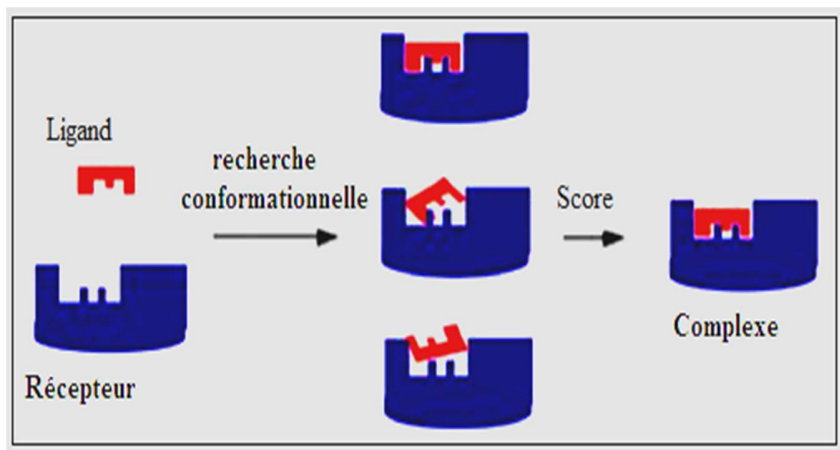 Ligand
recherche
conformationnelle
Score
Récepteur
Complexe